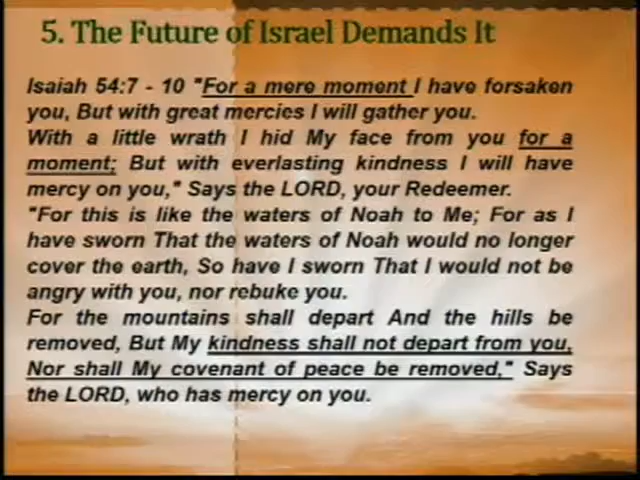 5. The Future of Israel Demands It
Isaiah 54:7 - 10 "For a mere moment I have forsaken
you, But with great mercies I will gather you.
With a little wrath I hid My face from you for a
moment; But with everlasting kindness I will have
mercy on you," Says the LORD, your Redeemer.
"For this is like the waters of Noah to Me; For as I
have sworn That the waters of Noah would no longer
cover the earth, So have I sworn That I would not be
angry with you, nor rebuke you.
For the mountains shall depart And the hills be
removed, But My kindness shall not depart from you,
Nor shall My covenant of peace be removed," Says
the LORD, who has mercy on you.